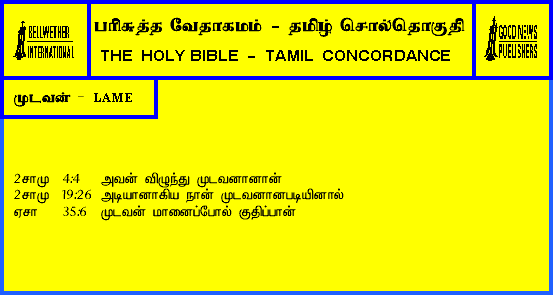 BELLWETHER INTERNATIONAL
பரிசுத்த வேதாகமம் - தமிழ் சொல்தொகுதி
THE HOLY BIBLE - TAMIL CONCORDANCE
GOOD NEWS PUBLISHERS
முடவன் - LAME
2சாமு 4:4 அவன் விழுந்து முடவனானான்
2சாமு 19:26 அடியானாகிய நான் முடவனானபடியினால்
ஏசா 35:6 முடவன் மானைப்போல் குதிப்பான்